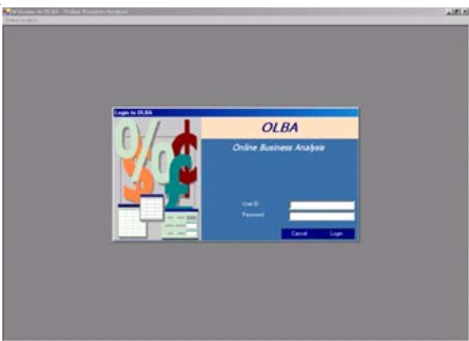 Welcome to OLBA - Online Business Analysis
Login to OLBA
OLBA
Online Business Analysis
User ID
Password
Cancel Login